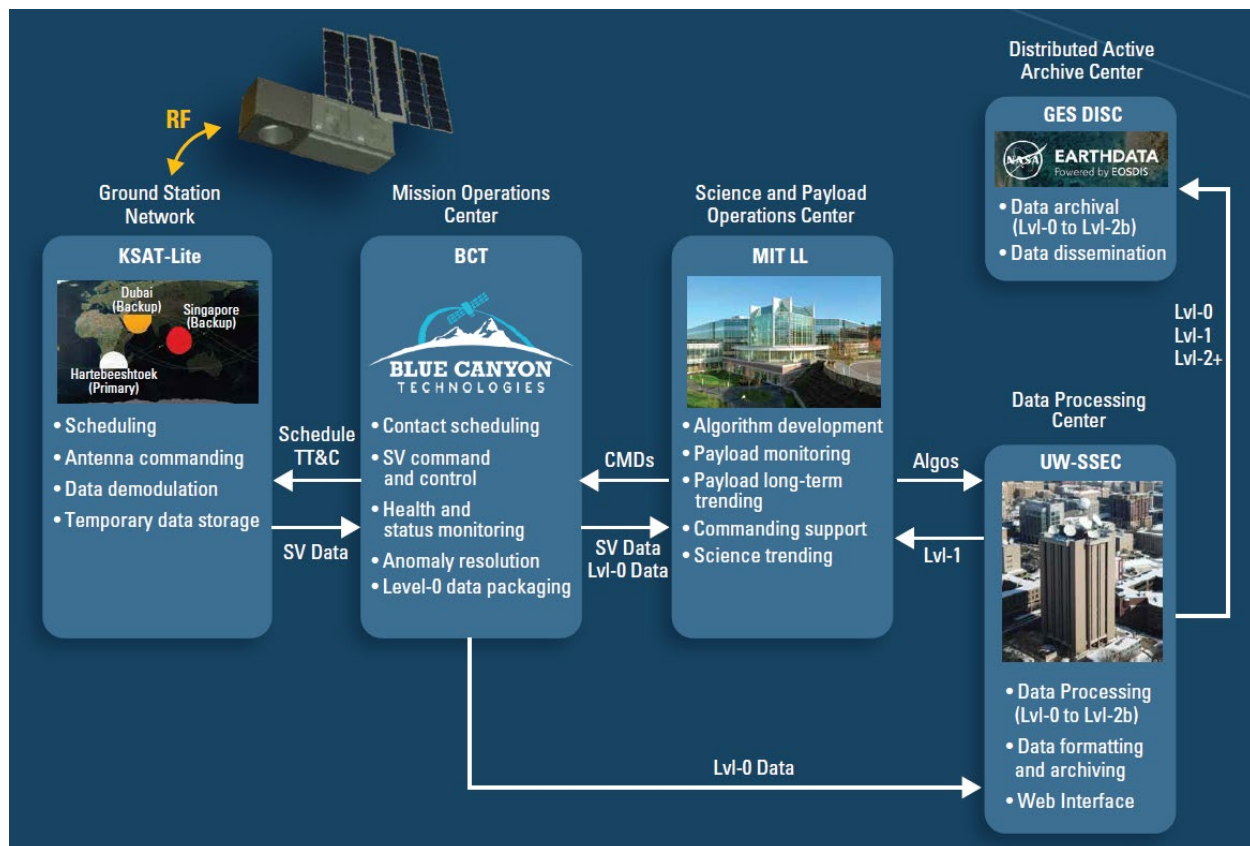 RF
Ground Station
Network
KSAT-Lite
Dubai
(Backup)
Singapore
(Backup)
Hartebeeshtoek
(Primary)
• Scheduling
• Antenna commanding
• Data demodulation
• Temporary data storage
Schedule
TT&C
SV Data
Mission Operations
Center
BCT
BLUE CANYON
TECHNOLOGIES
• Contact scheduling
• SV command
and control
• Health and
status monitoring
• Anomaly resolution
• Level-0 data packaging
CMDs
SV Data
Lvl-0 Data
Science and Payload
Operations Center
MIT LL
• Algorithm development
• Payload monitoring
• Payload long-term
trending
• Commanding support
• Science trending
Algos
Lvl-1
Distributed Active
Archive Center
GES DISC
NASA
EARTHDATA
Powered by EOSDIS
• Data archival
(Lvl-0 to Lvl-2b)
• Data dissemination
Lvl-0
Lvl-1
Lvl-2+
Data Processing
Center
UW-SSEC
• Data Processing
(Lvl-0 to Lvl-2b)
• Data formatting
and archiving
• Web Interface
Lvl-0 Data